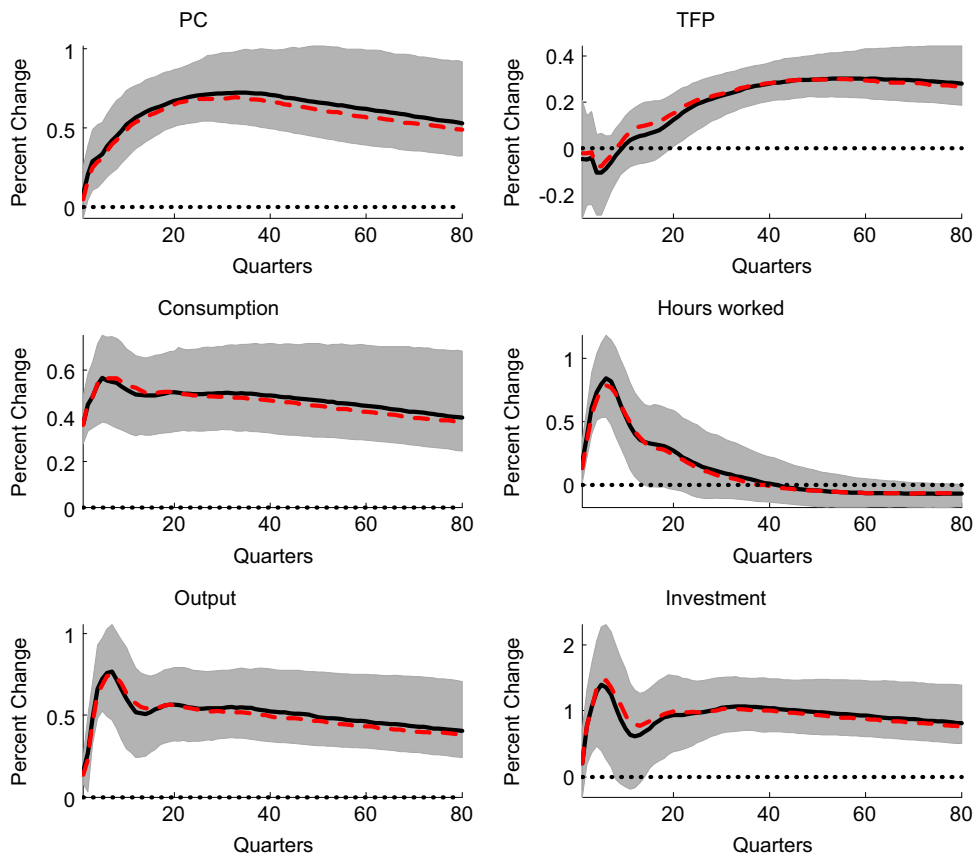 PC
Percent Change
1
0.5
0
20
40
60
80
Quarters
TFP
Percent Change
0.4
0.2
0
-0.2
20
40
60
80
Quarters
Consumption
Percent Change
0.6
0.4
0.2
0
20
40
60
80
Quarters
Hours worked
Percent Change
1
0.5
0
20
40
60
80
Quarters
Output
Percent Change
1
0.5
0
20
40
60
80
Quarters
Investment
Percent Change
2
1
0
20
40
60
80
Quarters